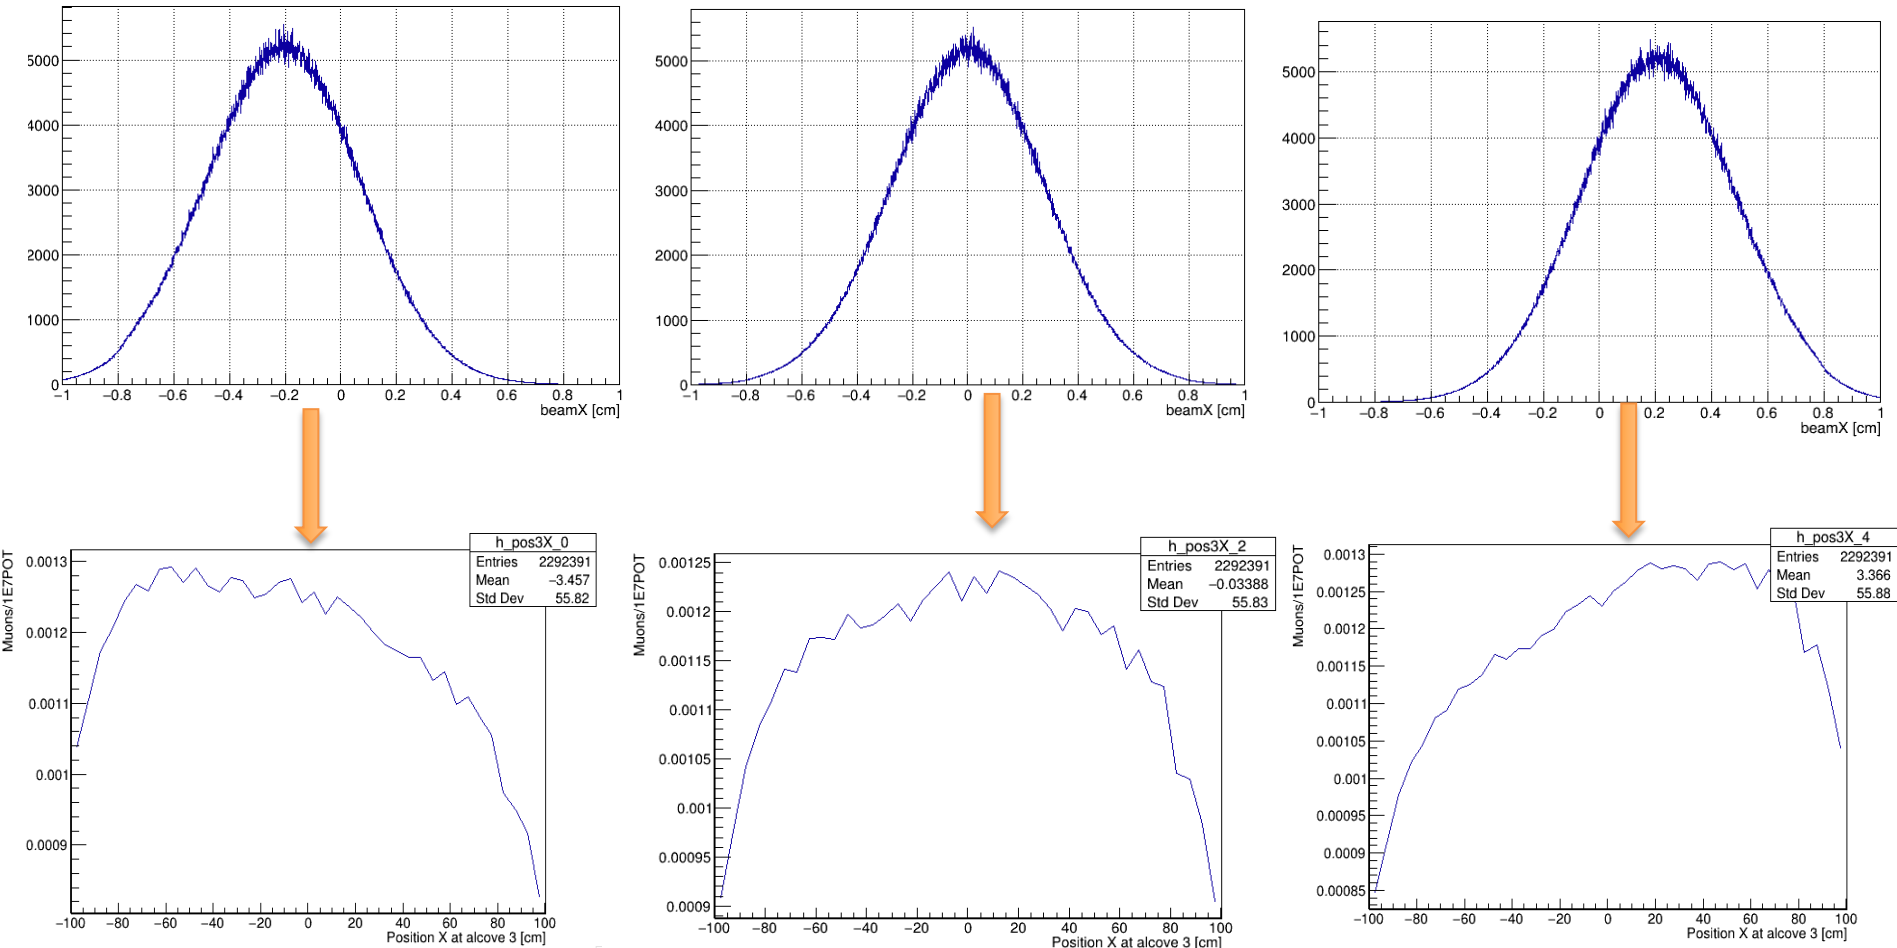 5000
4000
3000
2000
1000
0
−1 −0.8 −0.6 −0.4 −0.2 0 0.2 0.4 0.6 0.8 1
beamX [cm]
5000
4000
3000
2000
1000
0
−1 −0.8 −0.6 −0.4 −0.2 0 0.2 0.4 0.6 0.8 1
beamX [cm]
5000
4000
3000
2000
1000
0
−1 −0.8 −0.6 −0.4 −0.2 0 0.2 0.4 0.6 0.8 1
beamX [cm]
h_pos3X_0
Entries 2292391
Mean −3.457
Std Dev 55.82
Muons/1E7POT
0.0013
0.0012
0.0011
0.001
0.0009
−100 −80 −60 −40 −20 0 20 40 60 80 100
Position X at alcove 3 [cm]
h_pos3X_2
Entries 2292391
Mean −0.03388
Std Dev 55.83
Muons/1E7POT
0.00125
0.0012
0.00115
0.0011
0.00105
0.001
0.00095
0.0009
−100 −80 −60 −40 −20 0 20 40 60 80 100
Position X at alcove 3 [cm]
h_pos3X_4
Entries 2292391
Mean 3.366
Std Dev 55.88
Muons/1E7POT
0.0013
0.00125
0.0012
0.00115
0.0011
0.00105
0.001
0.00095
0.0009
0.00085
−100 −80 −60 −40 −20 0 20 40 60 80 100
Position X at alcove 3 [cm]